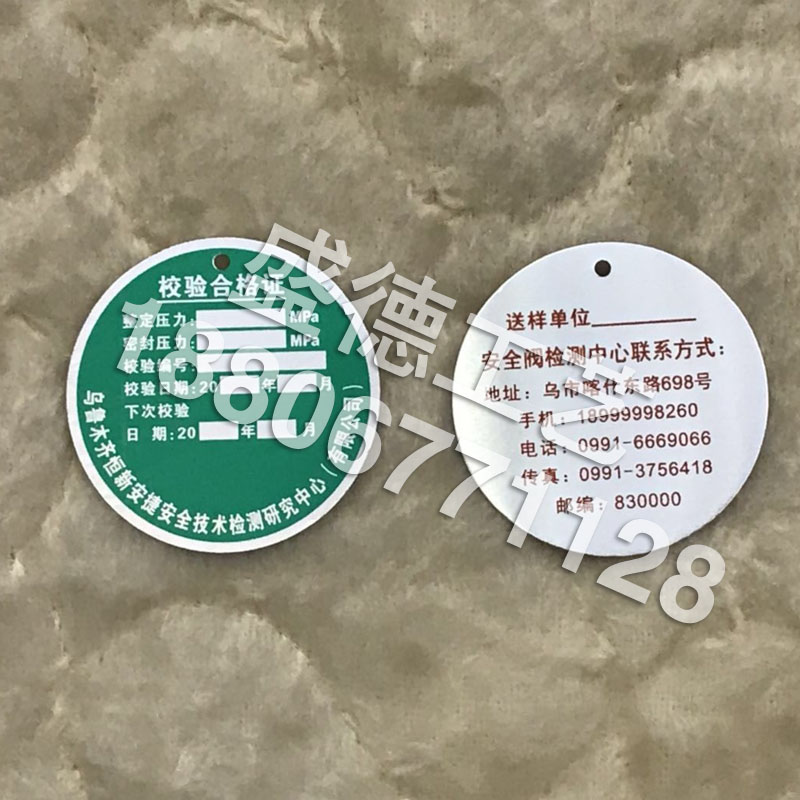 校验合格证
整定压力: MPa
密封压力: MPa
校验编号:
校验日期:20 年 月
下次校验
日 期:20 年 月
乌鲁木齐恒新安捷安全技术检测研究中心(有限公司)
送样单位
安全阀检测中心联系方式:
地址:乌市喀什东路698号
手机:18999998260
电话:0991-6669066
传真:0991-3756418
邮编:830000
盛德工艺
18806771128